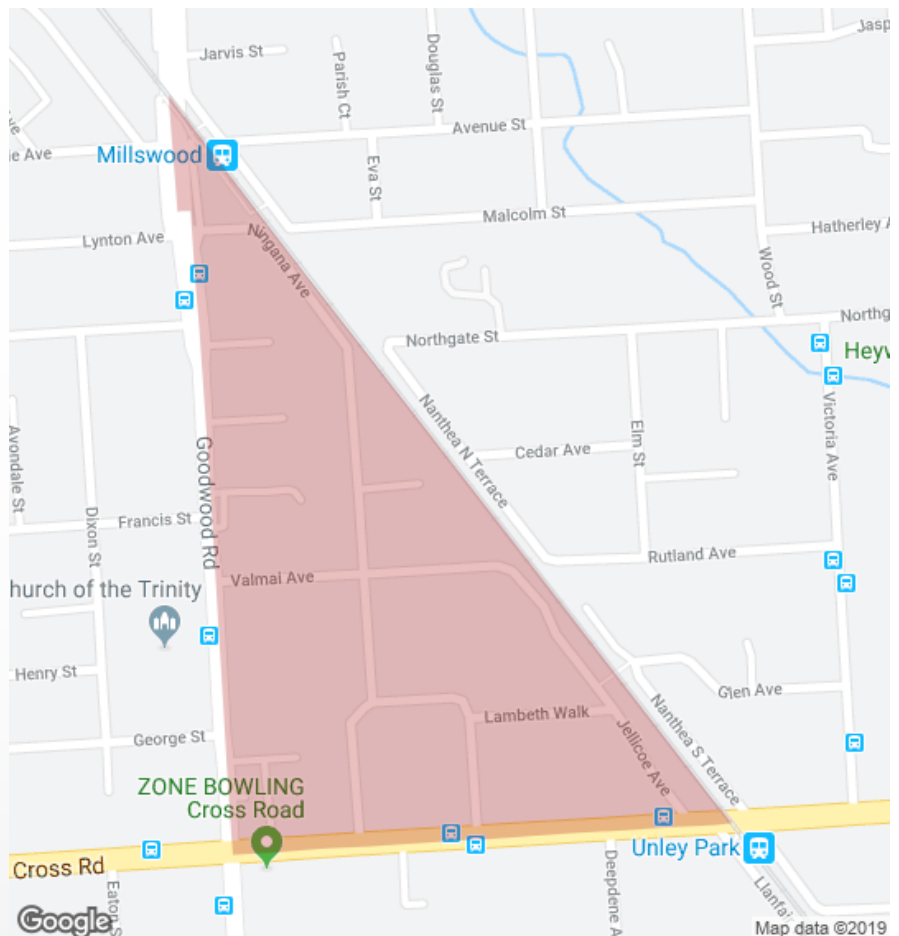 Jarvis St
Parish Ct
Douglas St
Jasp
ve
Avenue St
ie Ave
Millswood
Eva St
Malcolm St
Lynton Ave
Ningana Ave
Hatherley A
Wood St
Northgate St
Northg
Heyw
Nanthea N Terrace
Victoria Ave
Avondale St
Goodwood Rd
Elm St
Cedar Ave
Dixon St
Francis St
Rutland Ave
Valmai Ave
hurch of the Trinity
Henry St
Glen Ave
Nanthea S Terrace
Lambeth Walk
Jellicoe Ave
George St
ZONE BOWLING
Cross Road
Cross Rd
Unley Park
Eaton S
Deepdene A
Llanfai
Google
Map data ©2019